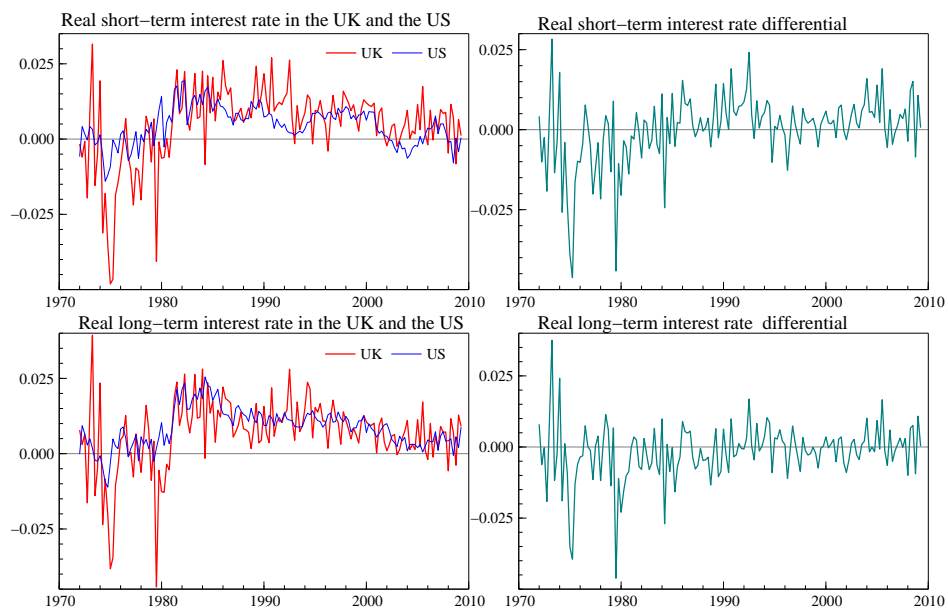 Real short−term interest rate in the UK and the US
UK US
0.025
0.000
−0.025
1970 1980 1990 2000 2010
Real short−term interest rate differential
0.025
0.000
−0.025
1970 1980 1990 2000 2010
Real long−term interest rate in the UK and the US
UK US
0.025
0.000
−0.025
1970 1980 1990 2000 2010
Real long−term interest rate differential
0.025
0.000
−0.025
1970 1980 1990 2000 2010